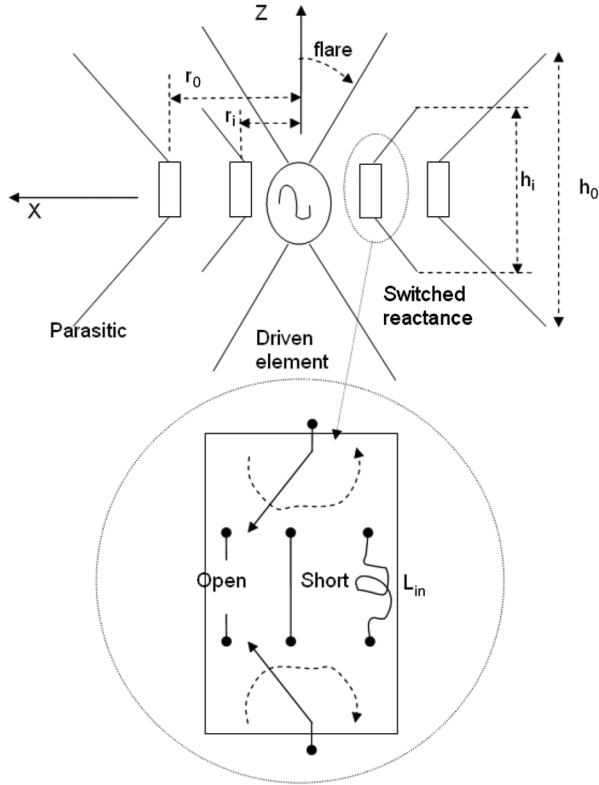 Z
flare
r0
ri
X
hi
h0
Switched
reactance
Parasitic
Driven
element
Open
Short
Lin